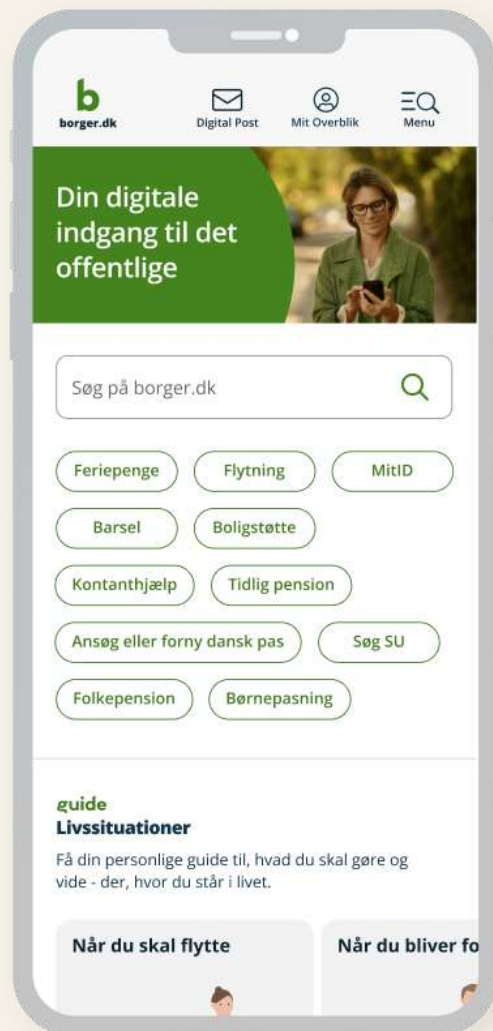 b
borger.dk
Digital Post
Mit Overblik
Menu
Din digitale
indgang til det
offentlige
Søg på borger.dk
Feriepenge
Flytning
MitID
Barsel
Boligstøtte
Kontanthjælp
Tidlig pension
Ansøg eller forny dansk pas
Søg SU
Folkepension
Børnepasning
guide
Livssituationer
Få din personlige guide til, hvad du skal gøre og
vide - der, hvor du står i livet.
Når du skal flytte
Når du bliver fo